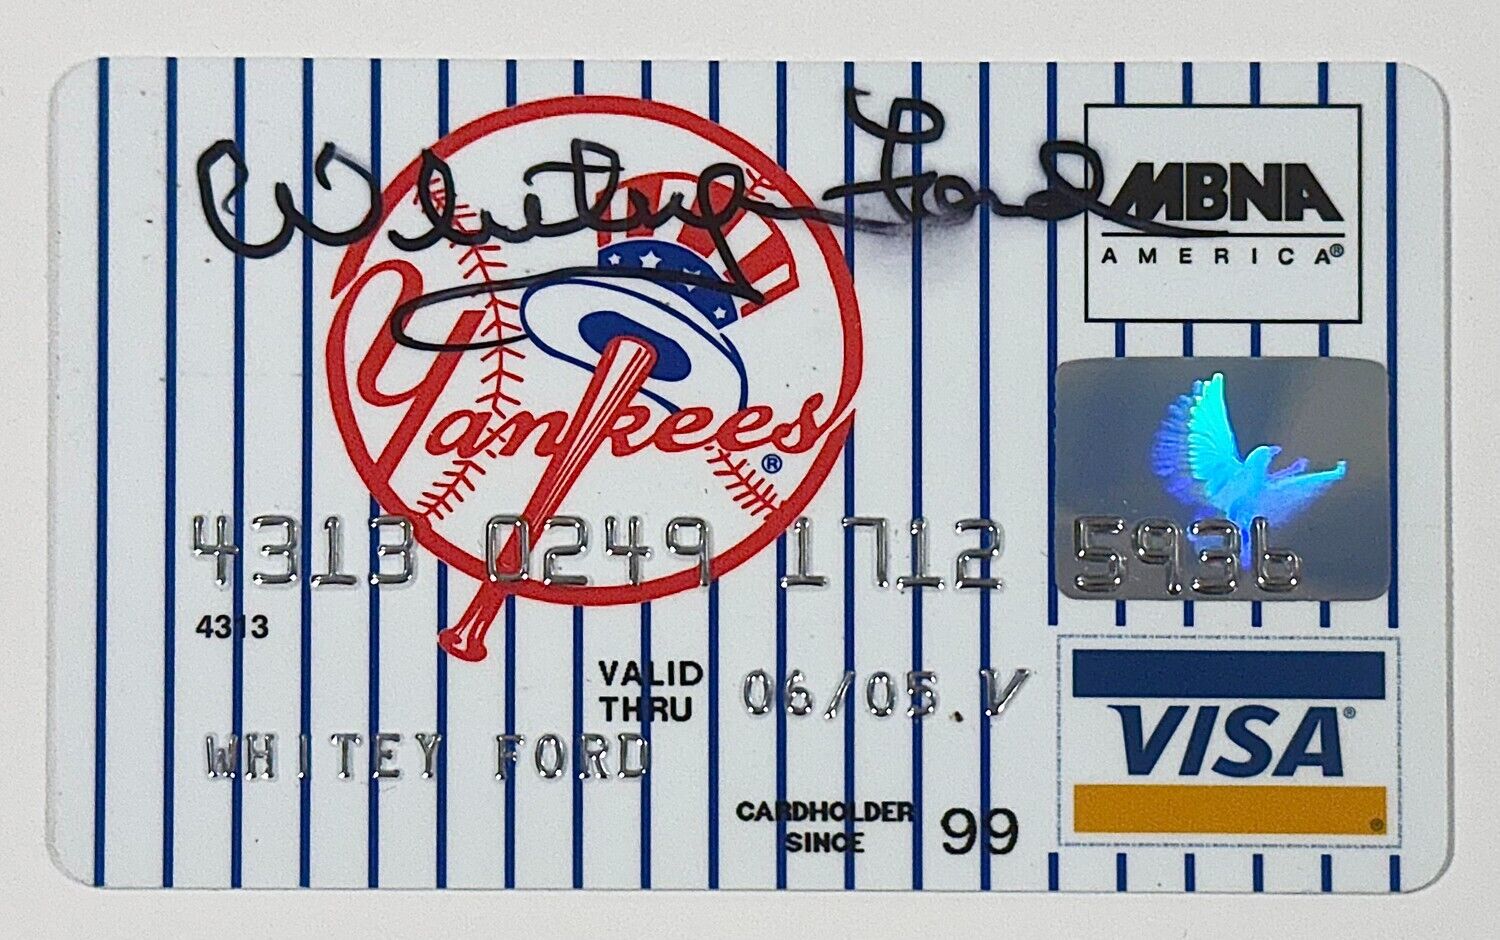 Whitey Ford
MBNA
AMERICA®
Yankees®
4313 0249 1712 5936
4313
VALID THRU 06/05.V
WHITEY FORD
CARDHOLDER SINCE 99
VISA®